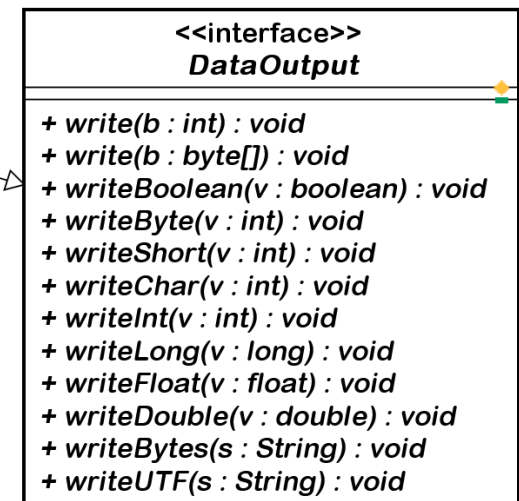 <<interface>>
DataOutput
+ write(b : int) : void
+ write(b : byte[]) : void
+ writeBoolean(v : boolean) : void
+ writeByte(v : int) : void
+ writeShort(v : int) : void
+ writeChar(v : int) : void
+ writeInt(v : int) : void
+ writeLong(v : long) : void
+ writeFloat(v : float) : void
+ writeDouble(v : double) : void
+ writeBytes(s : String) : void
+ writeUTF(s : String) : void